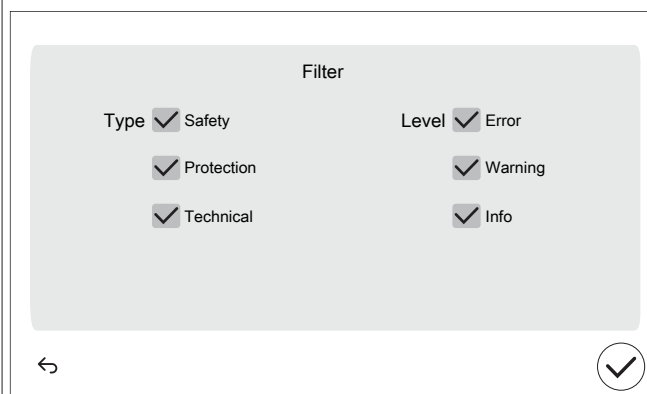 Filter
Type Safety Level Error
Protection Warning
Technical Info